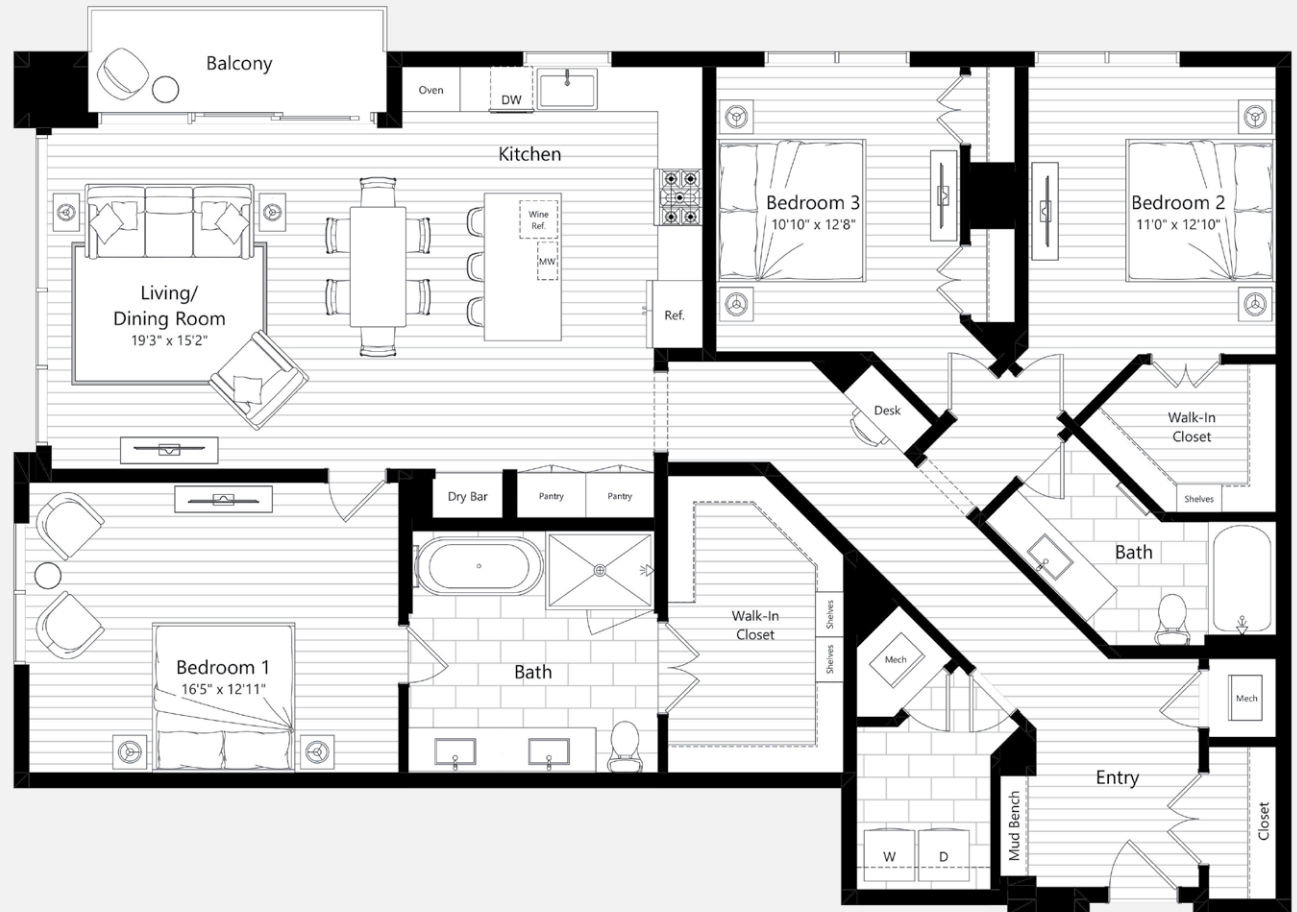 Balcony
Oven
DW
Kitchen
Wine
Ref.
MW
Ref.
Living/
Dining Room
19'3" x 15'2"
Bedroom 3
10'10" x 12'8"
Bedroom 2
11'0" x 12'10"
Desk
Walk-In
Closet
Shelves
Dry Bar
Pantry
Pantry
Bath
Walk-In
Closet
Shelves
Shelves
Bedroom 1
16'5" x 12'11"
Bath
Mech
Mech
Entry
Mud Bench
Closet
W
D